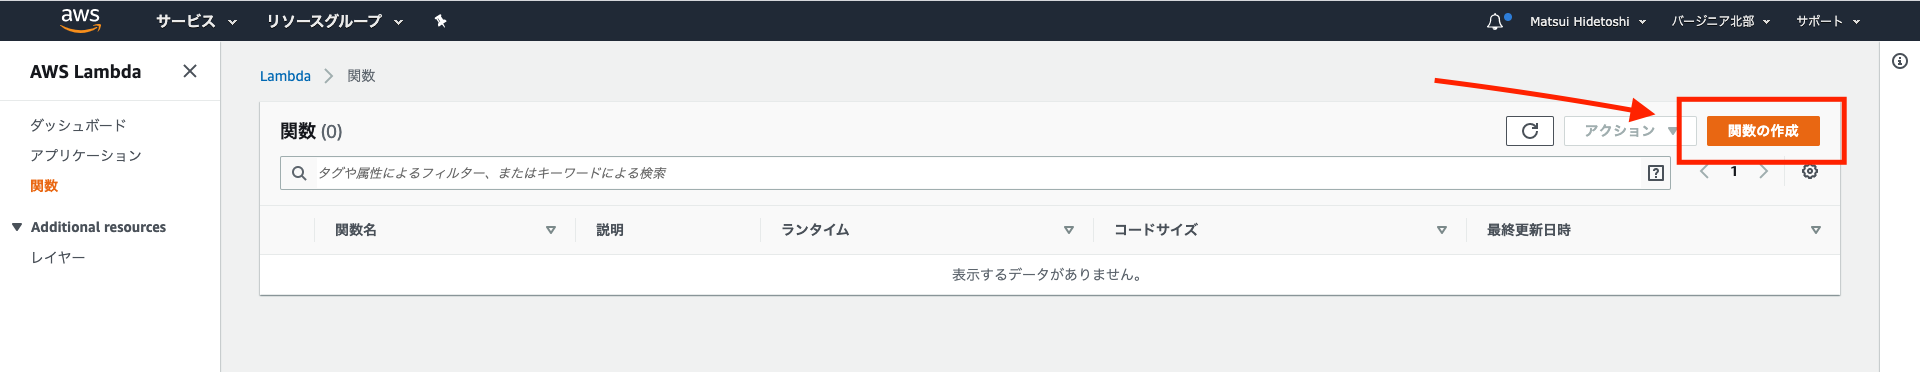 aws サービス リソースグループ Matsui Hidetoshi バージニア北部 サポート
AWS Lambda
ダッシュボード
アプリケーション
関数
Additional resources
レイヤー
Lambda 関数
関数 (0) アクション 関数の作成
タグや属性によるフィルター、またはキーワードによる検索 ? 1
関数名 説明 ランタイム コードサイズ 最終更新日時
表示するデータがありません。